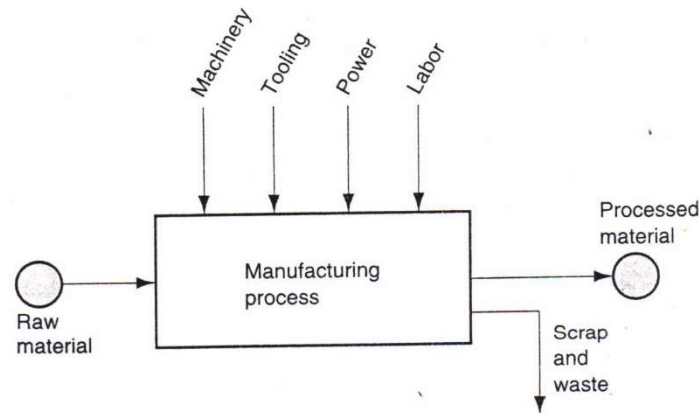 Machinery
Tooling
Power
Labor
Processed
material
Manufacturing
process
Raw
material
Scrap
and
waste